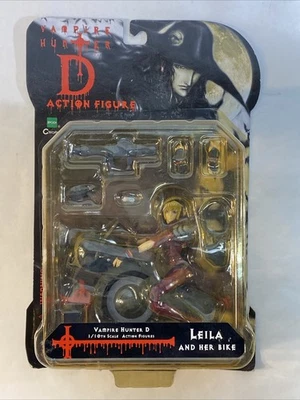 VAMPIRE
HUNTER
D
ACTION FIGURE
VAMPIRE HUNTER D
1/10TH SCALE ACTION FIGURES
LEILA
AND HER BIKE